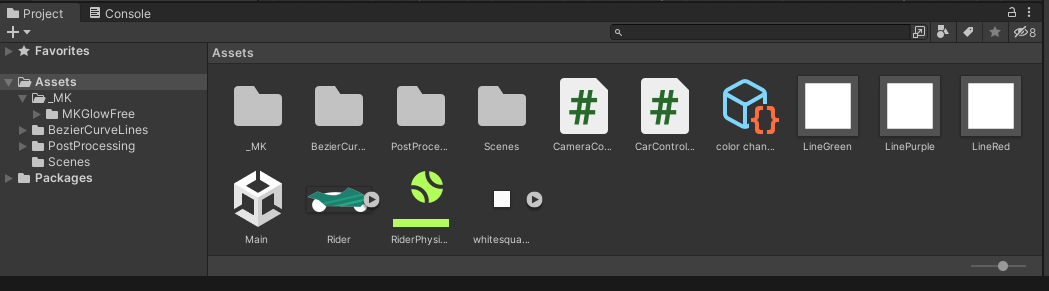 Project
Console
8
Favorites
Assets
Assets
_MK
MKGlowFree
BezierCurveLines
PostProcessing
Scenes
Packages
#
#
{}
_MK
BezierCur...
PostProce...
Scenes
CameraCo...
CarControl...
color chan...
LineGreen
LinePurple
LineRed
Main
Rider
RiderPhysi...
whitesqua...